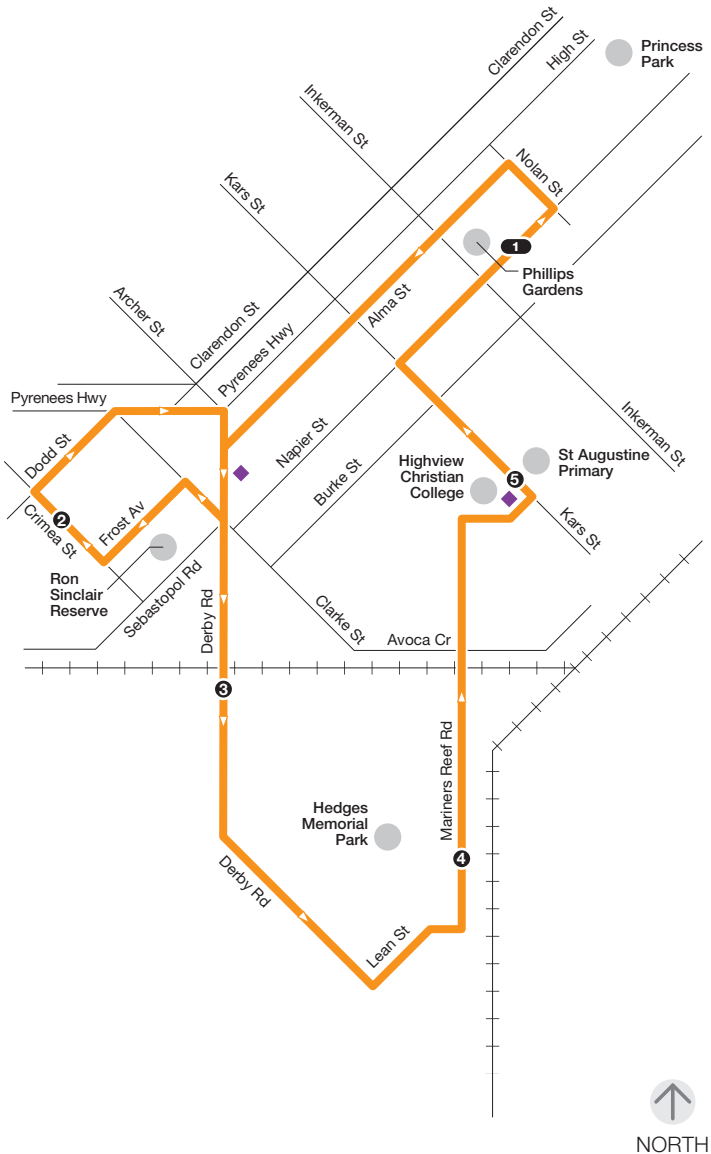 Clarendon St
High St
Princess
Park
Inkerman St
Nolan St
Kars St
1
Phillips
Gardens
Alma St
Archer St
Clarendon St
Pyrenees Hwy
Pyrenees Hwy
Inkerman St
Napier St
Dodd St
Burke St
Highview
Christian
College
St Augustine
Primary
5
2
Crimea St
Frost Av
Kars St
Ron
Sinclair
Reserve
Sebastopol Rd
Derby Rd
Clarke St
Avoca Cr
3
Mariners Reef Rd
Hedges
Memorial
Park
4
Derby Rd
Lean St
NORTH